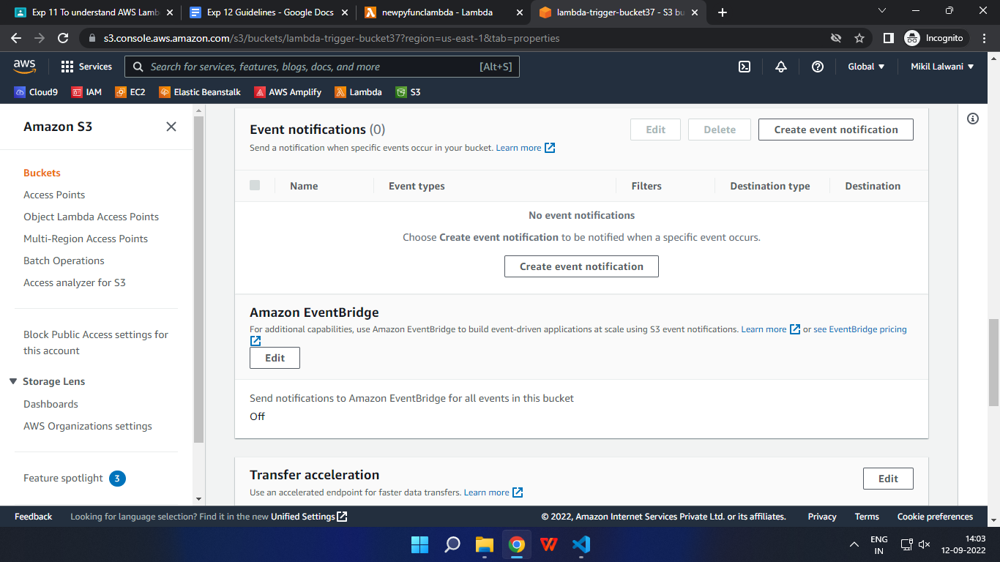 Exp 11 To understand AWS Lamb
Exp 12 Guidelines - Google Docs
newpyfunclambda - Lambda
lambda-trigger-bucket37 - S3 bu
s3.console.aws.amazon.com/s3/buckets/lambda-trigger-bucket37?region=us-east-1&tab=properties
Incognito
aws
Services
Search for services, features, blogs, docs, and more
[Alt+S]
Global
Mikil Lalwani
Cloud9
IAM
EC2
Elastic Beanstalk
AWS Amplify
Lambda
S3
Amazon S3
Buckets
Access Points
Object Lambda Access Points
Multi-Region Access Points
Batch Operations
Access analyzer for S3
Block Public Access settings for
this account
Storage Lens
Dashboards
AWS Organizations settings
Feature spotlight 3
Event notifications (0)
Edit
Delete
Create event notification
Send a notification when specific events occur in your bucket. Learn more
Name
Event types
Filters
Destination type
Destination
No event notifications
Choose Create event notification to be notified when a specific event occurs.
Create event notification
Amazon EventBridge
For additional capabilities, use Amazon EventBridge to build event-driven applications at scale using S3 event notifications. Learn more or see EventBridge pricing
Edit
Send notifications to Amazon EventBridge for all events in this bucket
Off
Transfer acceleration
Edit
Use an accelerated endpoint for faster data transfers. Learn more
Feedback
Looking for language selection? Find it in the new Unified Settings
© 2022, Amazon Internet Services Private Ltd. or its affiliates.
Privacy
Terms
Cookie preferences
ENG
IN
14:03
12-09-2022